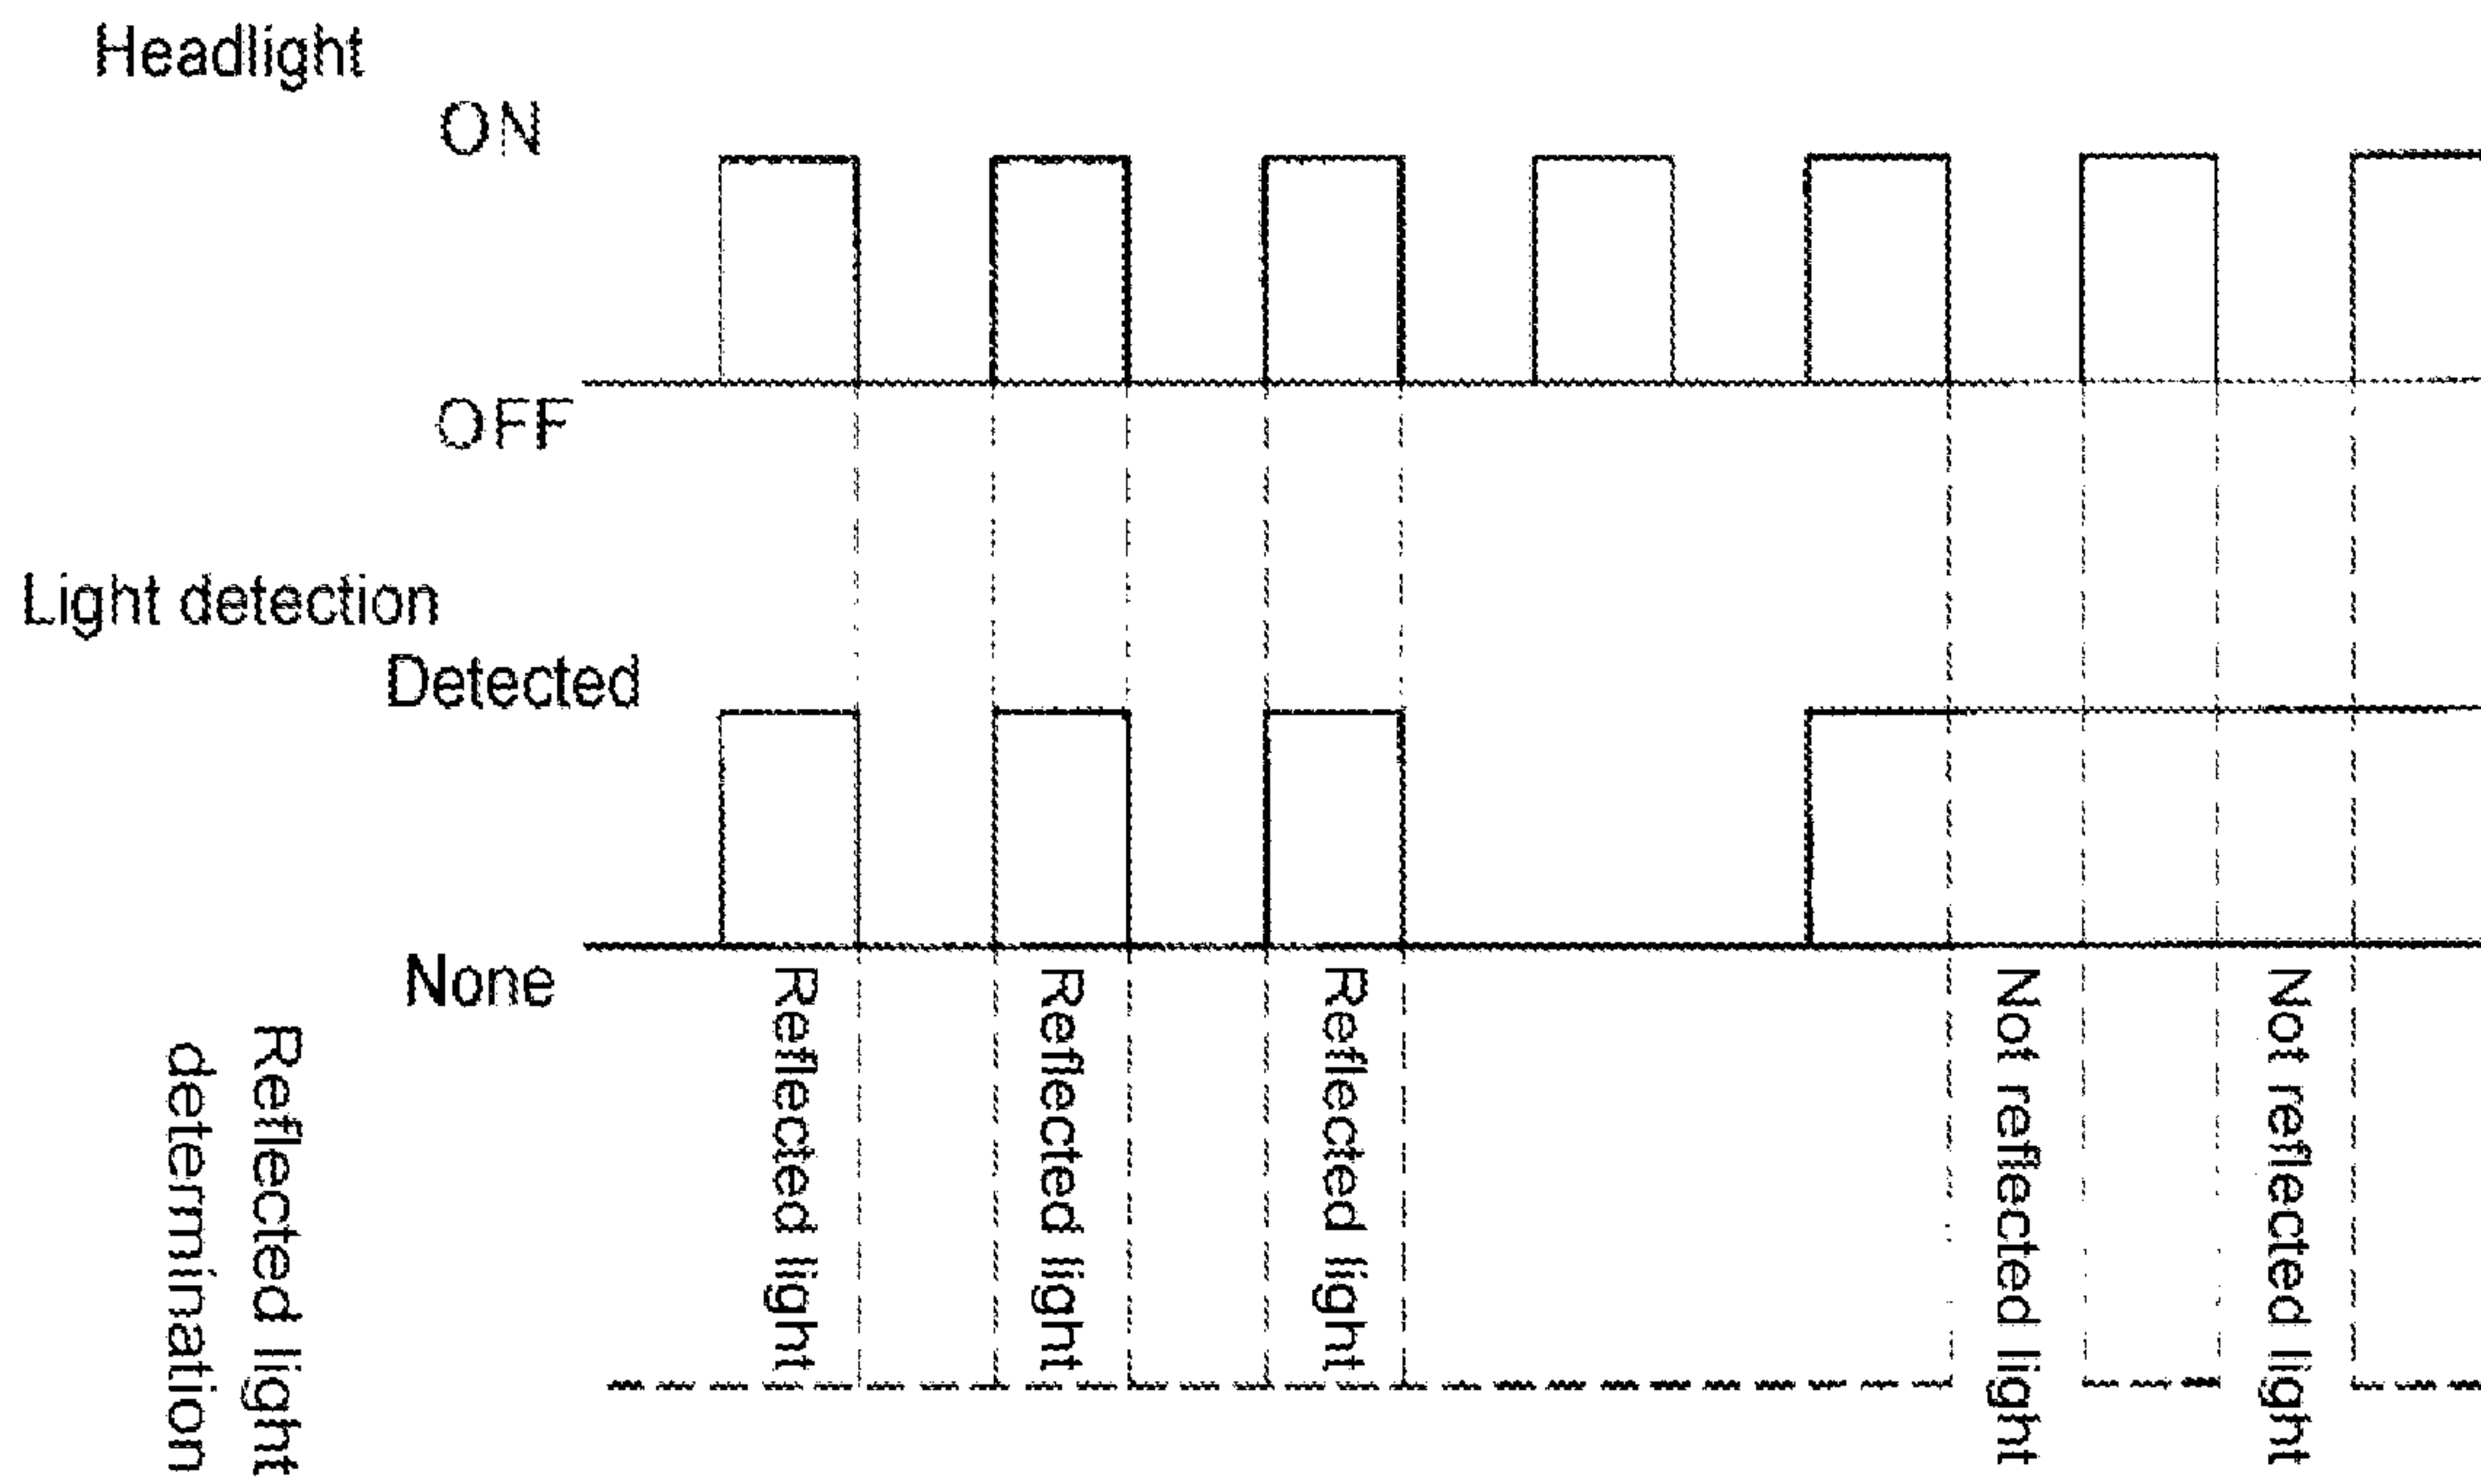 Headlight
ON
OFF
Light detection
Detected
None
Reflected light
determination
Reflected light
Reflected light
Reflected light
Not reflected light
Not reflected light